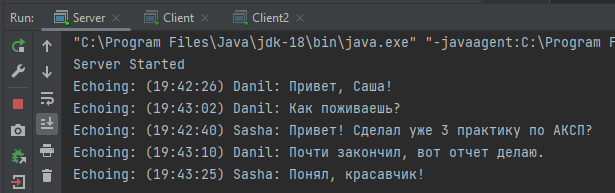 Run: Server Client Client2
"C:\Program Files\Java\jdk-18\bin\java.exe" "-javaagent:C:\Program F
Server Started
Echoing: (19:42:26) Danil: Привет, Саша!
Echoing: (19:43:02) Danil: Как поживаешь?
Echoing: (19:42:40) Sasha: Привет! Сделал уже 3 практику по АКСП?
Echoing: (19:43:10) Danil: Почти закончил, вот отчет делаю.
Echoing: (19:43:25) Sasha: Понял, красавчик!